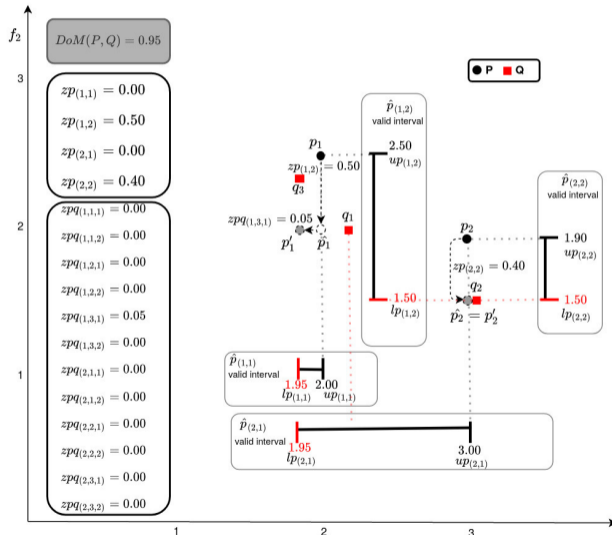 f₂
DoM(P, Q) = 0.95
3
zp₍₁,₁₎ = 0.00
zp₍₁,₂₎ = 0.50
zp₍₂,₁₎ = 0.00
zp₍₂,₂₎ = 0.40
zpq₍₁,₁,₁₎ = 0.00
zpq₍₁,₁,₂₎ = 0.00
zpq₍₁,₂,₁₎ = 0.00
zpq₍₁,₂,₂₎ = 0.00
zpq₍₁,₃,₁₎ = 0.05
zpq₍₁,₃,₂₎ = 0.00
zpq₍₂,₁,₁₎ = 0.00
zpq₍₂,₁,₂₎ = 0.00
zpq₍₂,₂,₁₎ = 0.00
zpq₍₂,₂,₂₎ = 0.00
zpq₍₂,₃,₁₎ = 0.00
zpq₍₂,₃,₂₎ = 0.00
2
1
P Q
p₁
zp₍₁,₂₎ = 0.50
q₃
zpq₍₁,₃,₁₎ = 0.05
p′₁
p̂₁
q₁
p̂₍₁,₂₎
valid interval
2.50
up₍₁,₂₎
1.50
lp₍₁,₂₎
p₂
zp₍₂,₂₎ = 0.40
q₂
p̂₂ = p′₂
p̂₍₂,₂₎
valid interval
1.90
up₍₂,₂₎
1.50
lp₍₂,₂₎
p̂₍₁,₁₎
valid interval
1.95 2.00
lp₍₁,₁₎ up₍₁,₁₎
p̂₍₂,₁₎
valid interval
1.95
lp₍₂,₁₎
3.00
up₍₂,₁₎
1 2 3